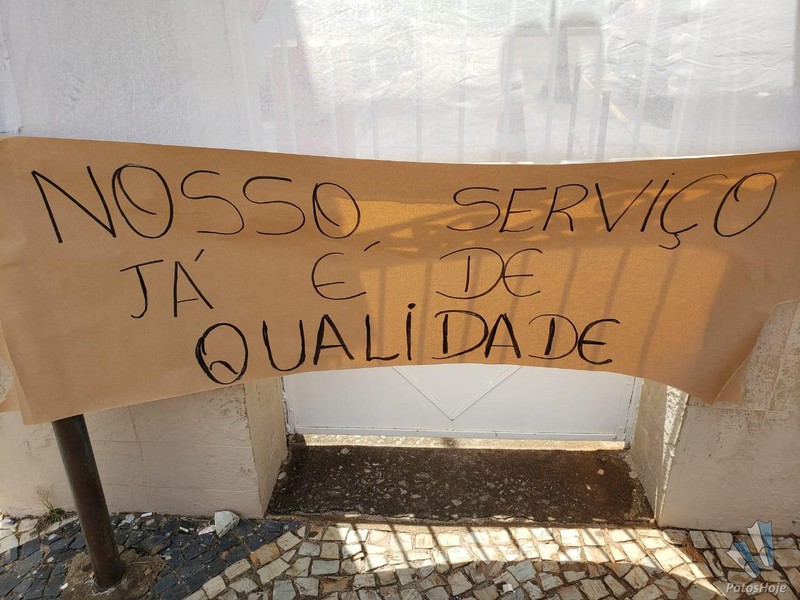 NOSSO SERVIÇO
JÁ É DE
QUALIDADE
PatosHoje